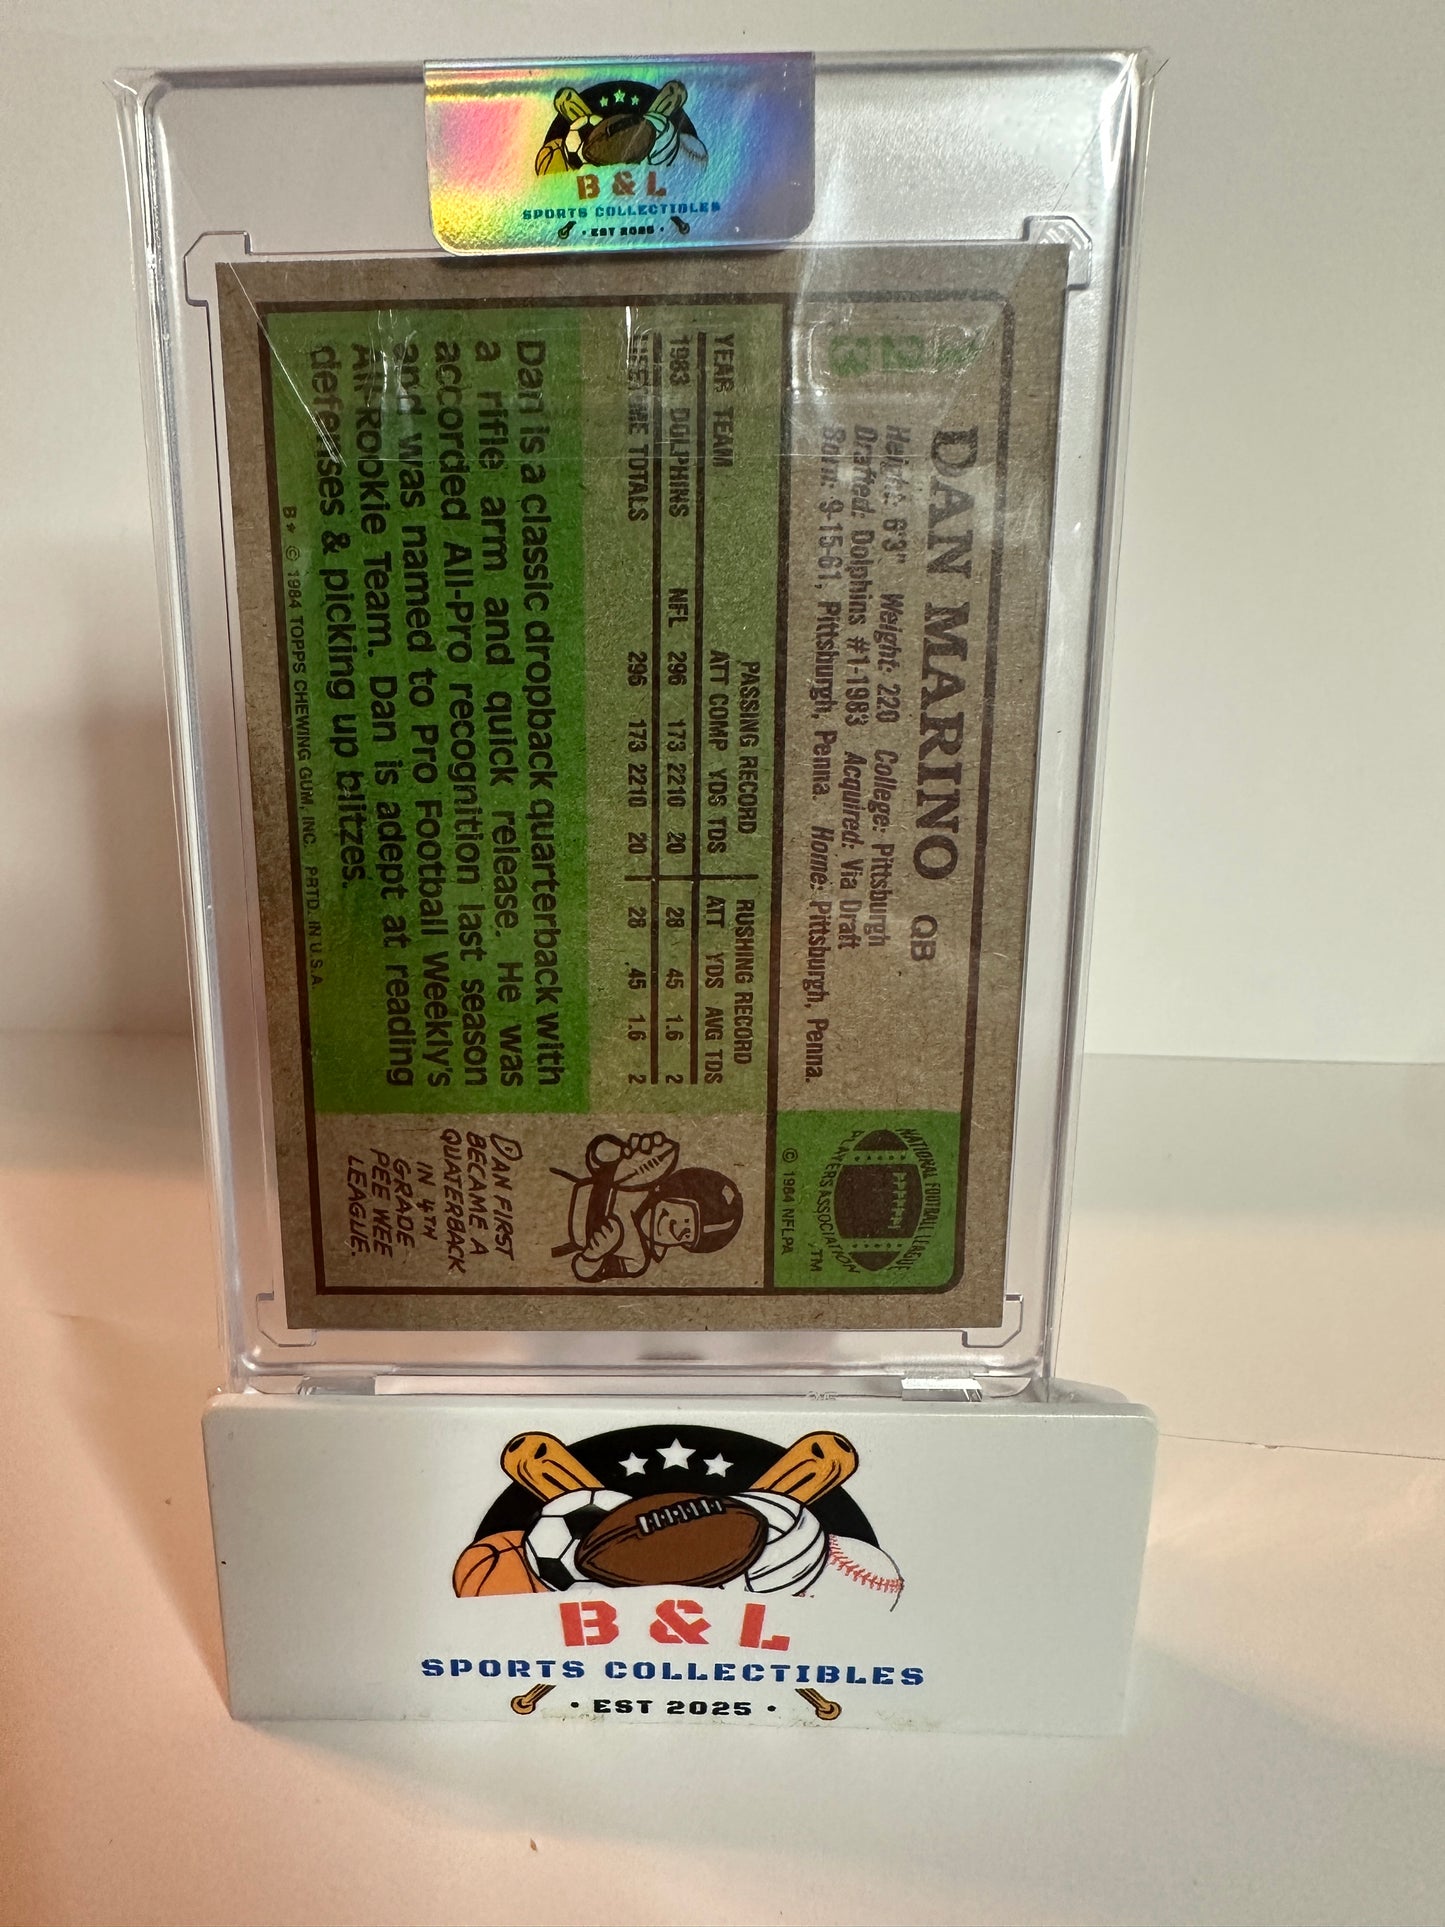 B & L
SPORTS COLLECTIBLES
• EST 2025 •
123
DAN MARINO QB
Height: 6'3" Weight: 220 College: Pittsburgh
Drafted: Dolphins #1-1983 Acquired: Via Draft
Born: 9-15-61, Pittsburgh, Penna. Home: Pittsburgh, Penna.
NATIONAL FOOTBALL LEAGUE
PLAYERS ASSOCIATION TM
© 1984 NFLPA
PASSING RECORD RUSHING RECORD
YEAR TEAM ATT COMP YDS TDS ATT YDS AVG TDS
1983 DOLPHINS NFL 296 173 2210 20 28 45 1.6 2
LIFETIME TOTALS 296 173 2210 20 28 45 1.6 2
Dan is a classic dropback quarterback with
a rifle arm and quick release. He was
accorded All-Pro recognition last season
and was named to Pro Football Weekly's
All-Rookie Team. Dan is adept at reading
defenses & picking up blitzes.
DAN FIRST
BECAME A
QUATERBACK
IN 4TH
GRADE
PEE WEE
LEAGUE.
B* © 1984 TOPPS CHEWING GUM, INC. PRTD. IN U.S.A.
B & L
SPORTS COLLECTIBLES
• EST 2025 •